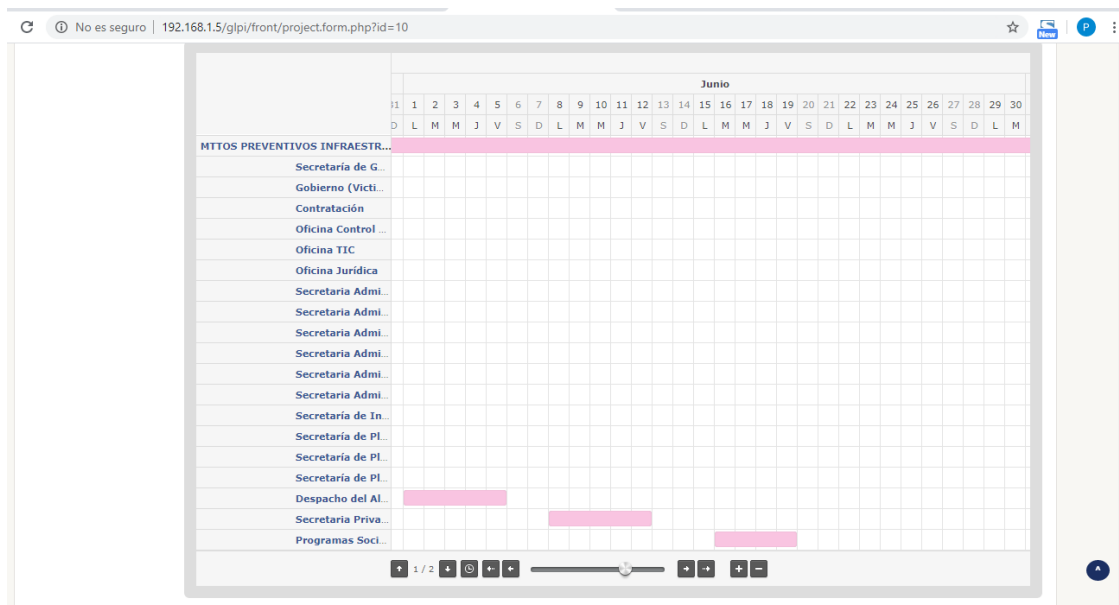 No es seguro | 192.168.1.5/glpi/front/project.form.php?id=10
New
P
Junio
31 1 2 3 4 5 6 7 8 9 10 11 12 13 14 15 16 17 18 19 20 21 22 23 24 25 26 27 28 29 30
D L M M J V S D L M M J V S D L M M J V S D L M M J V S D L M
MTTOS PREVENTIVOS INFRAESTR...
Secretaría de G...
Gobierno (Victi...
Contratación
Oficina Control ...
Oficina TIC
Oficina Jurídica
Secretaria Admi...
Secretaria Admi...
Secretaria Admi...
Secretaria Admi...
Secretaria Admi...
Secretaria Admi...
Secretaría de In...
Secretaría de Pl...
Secretaría de Pl...
Secretaría de Pl...
Despacho del Al...
Secretaria Priva...
Programas Soci...
1 / 2